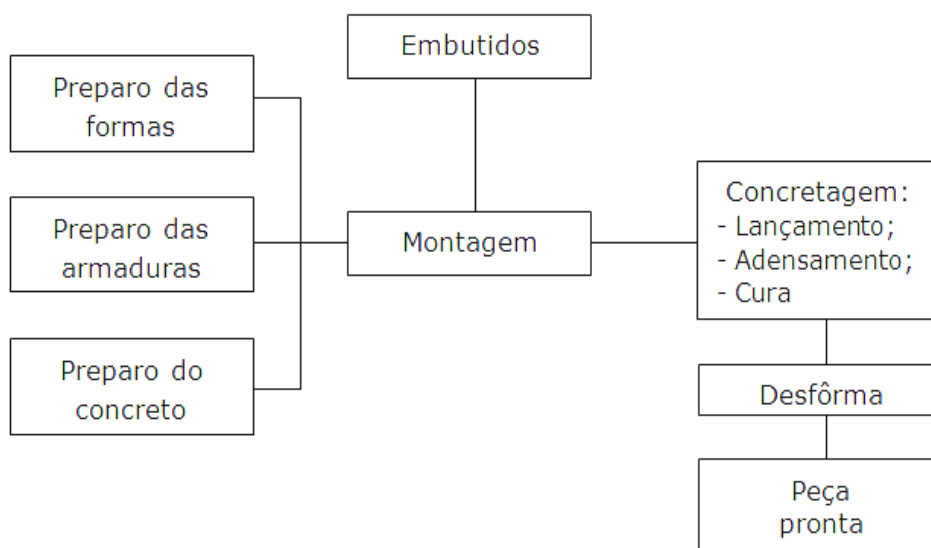 Embutidos
Preparo das
formas
Preparo das
armaduras
Montagem
Preparo do
concreto
Concretagem:
- Lançamento;
- Adensamento;
- Cura
Desfôrma
Peça
pronta